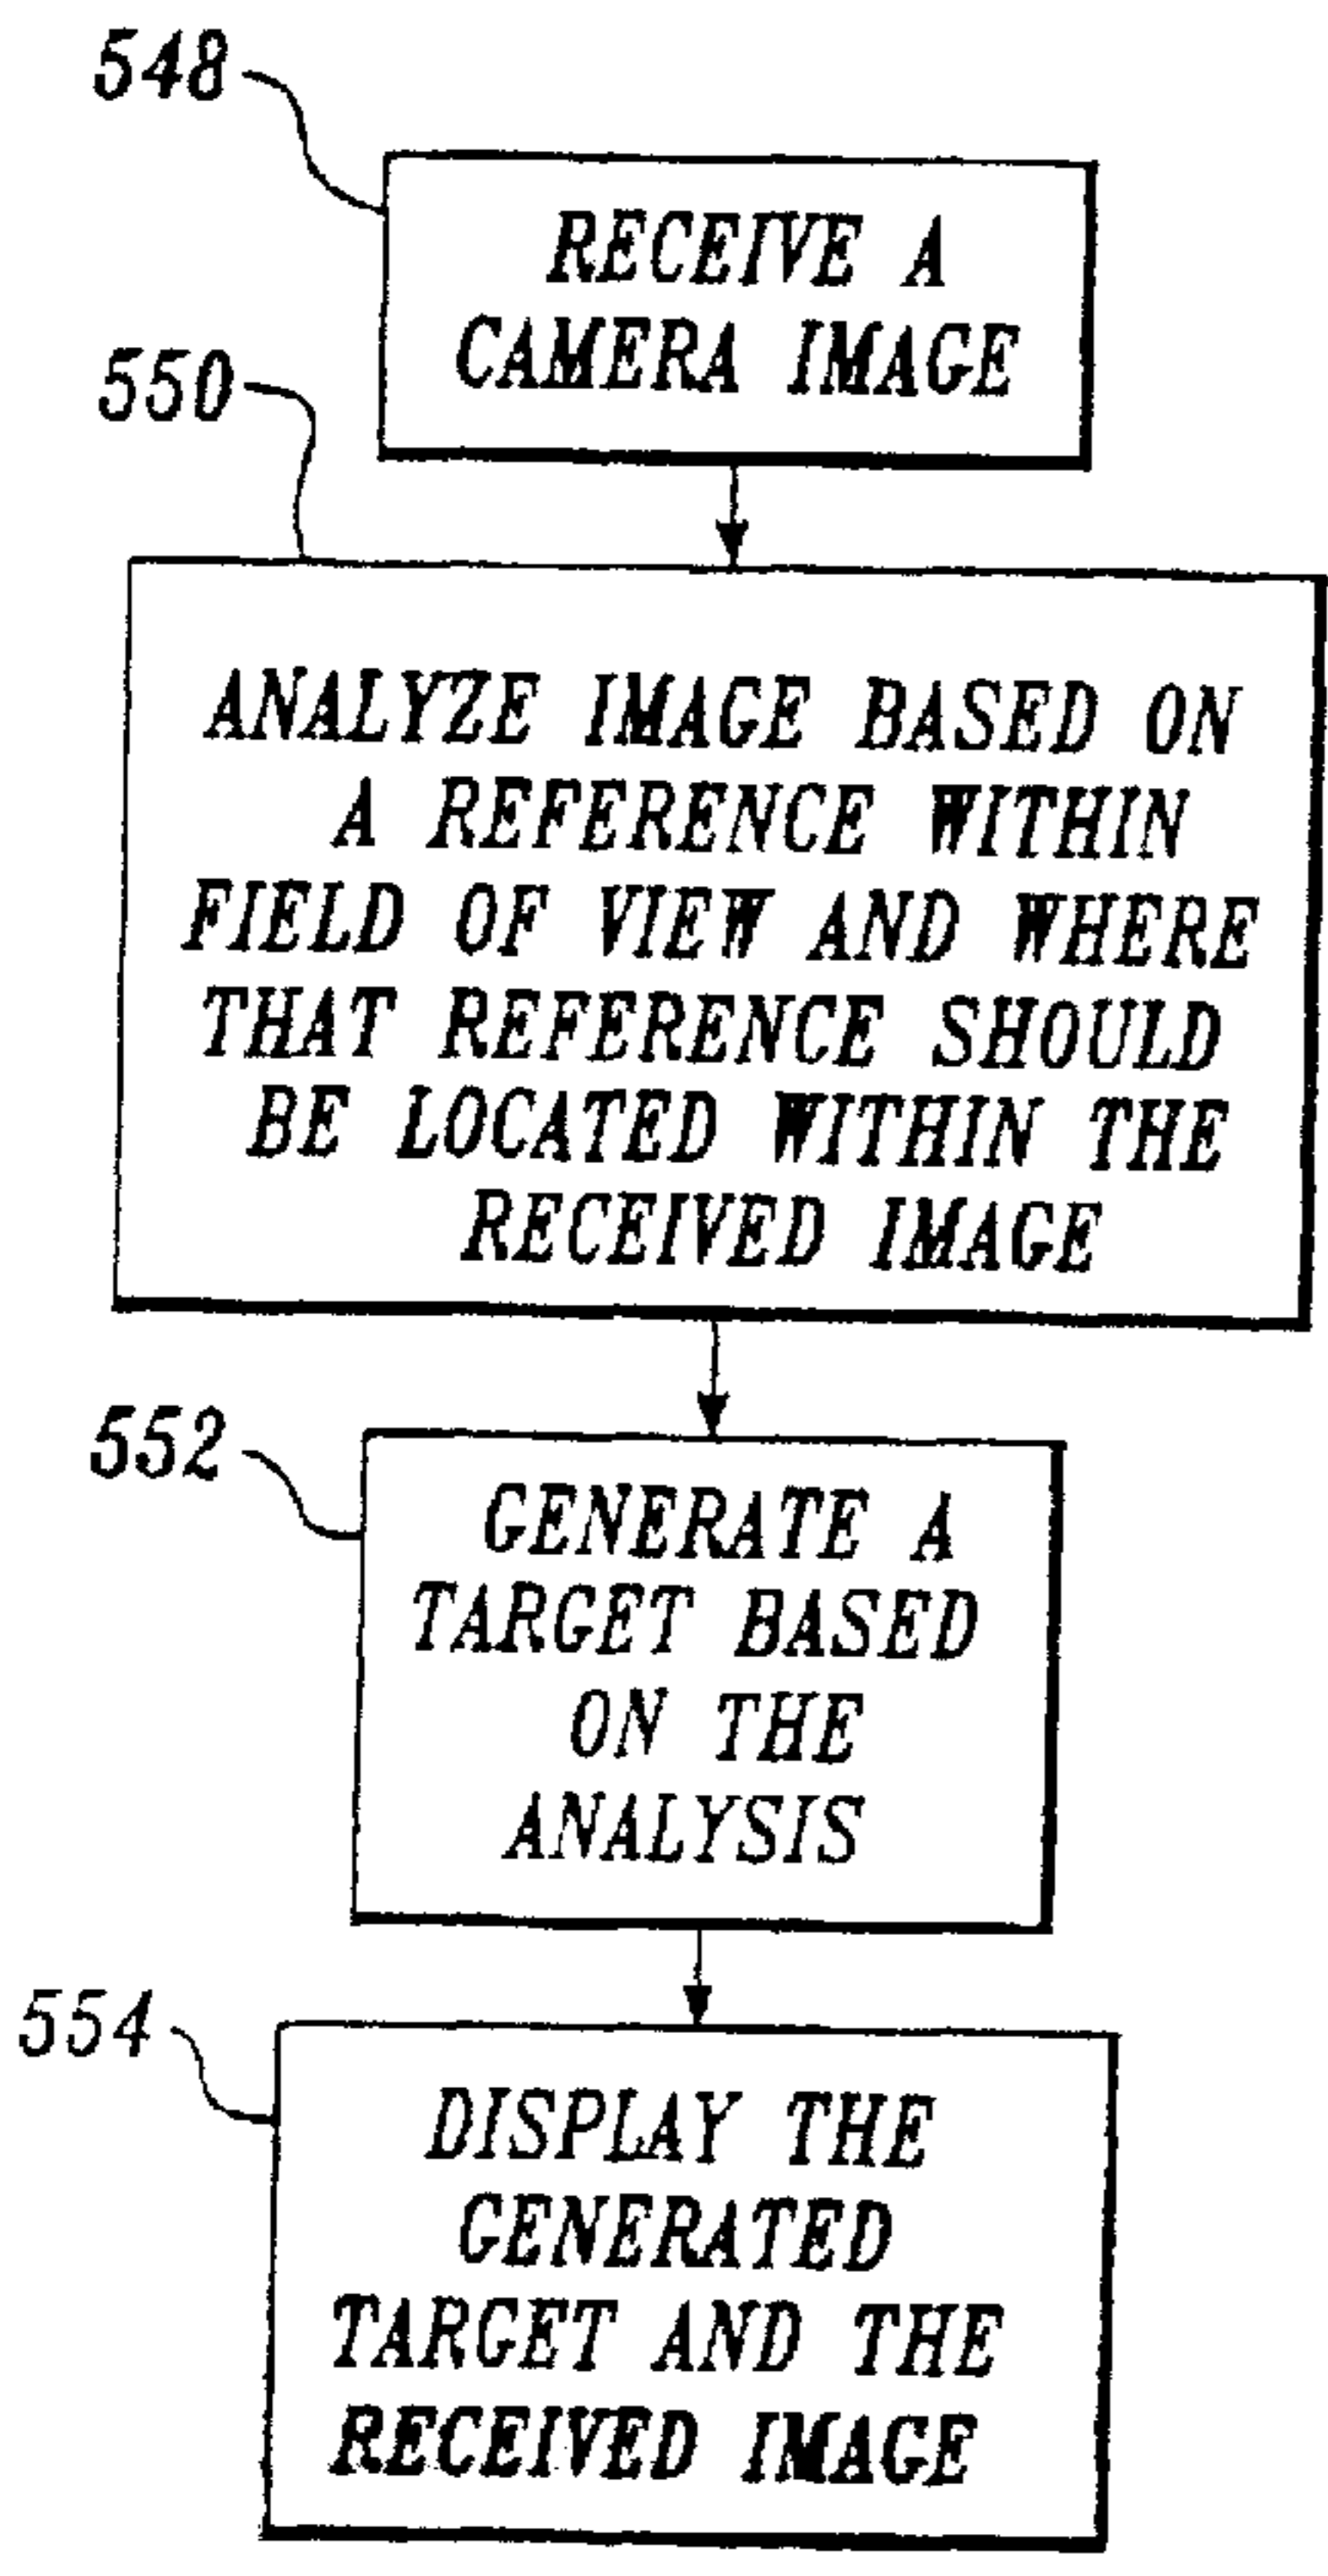 548
RECEIVE A
CAMERA IMAGE
550
ANALYZE IMAGE BASED ON
A REFERENCE WITHIN
FIELD OF VIEW AND WHERE
THAT REFERENCE SHOULD
BE LOCATED WITHIN THE
RECEIVED IMAGE
552
GENERATE A
TARGET BASED
ON THE
ANALYSIS
554
DISPLAY THE
GENERATED
TARGET AND THE
RECEIVED IMAGE